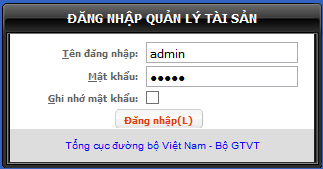 ĐĂNG NHẬP QUẢN LÝ TÀI SẢN
Tên đăng nhập: admin
Mật khẩu: •••••
Ghi nhớ mật khẩu:
Đăng nhập(L)
Tổng cục đường bộ Việt Nam - Bộ GTVT